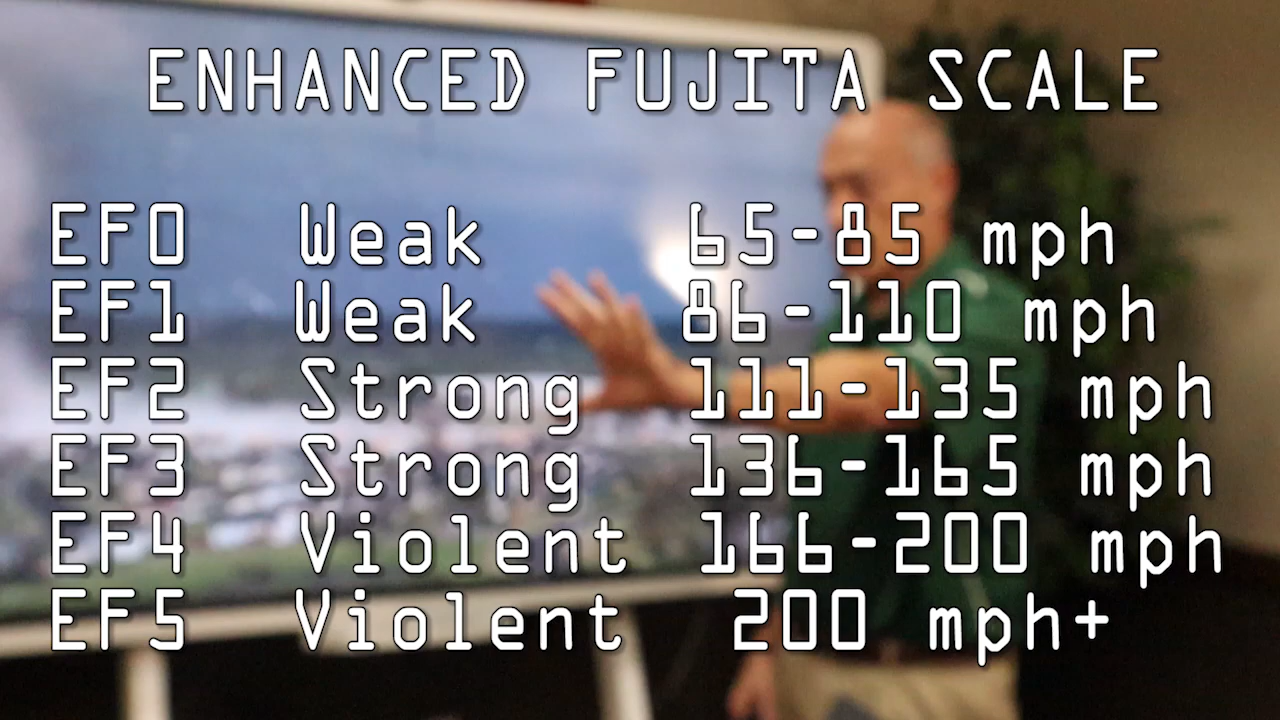 ENHANCED FUJITA SCALE
EF0 Weak 65-85 mph
EF1 Weak 86-110 mph
EF2 Strong 111-135 mph
EF3 Strong 136-165 mph
EF4 Violent 166-200 mph
EF5 Violent 200 mph+